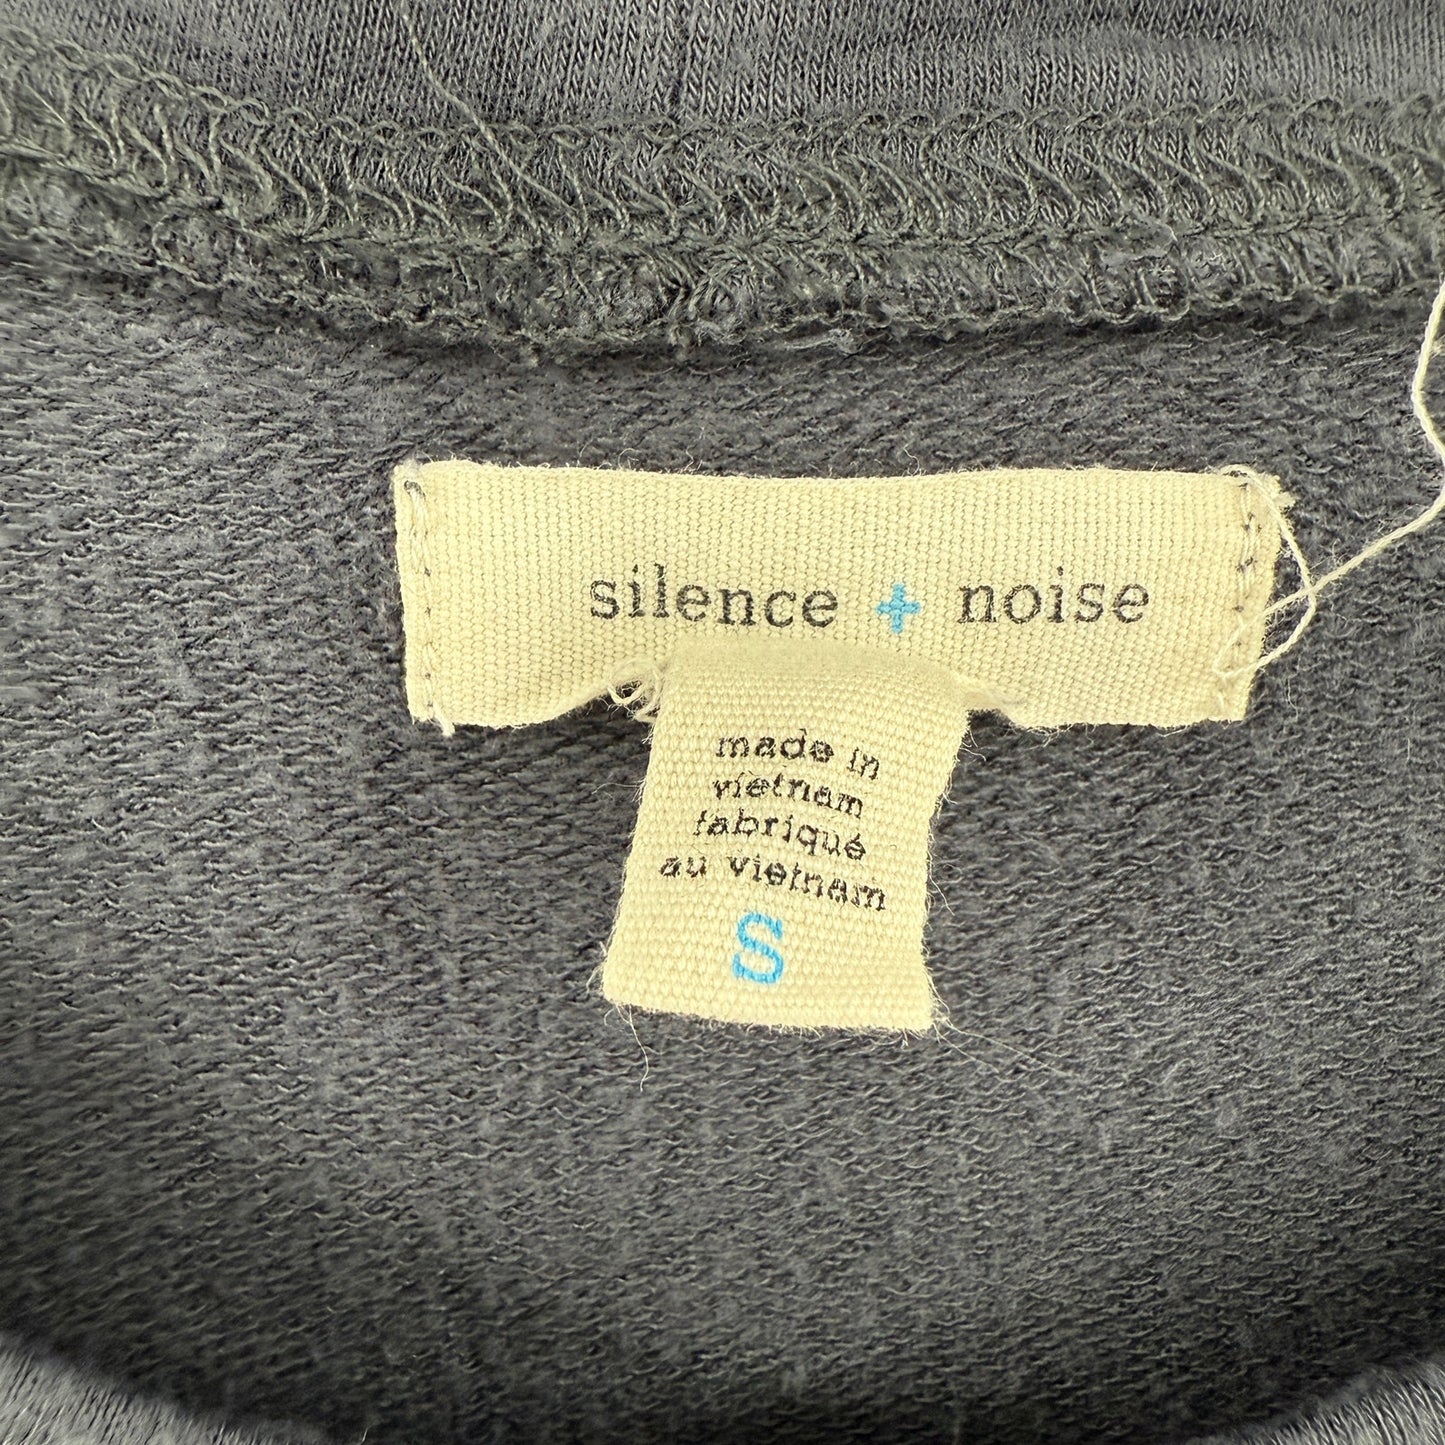 silence + noise
made in
vietnam
fabriqué
au vietnam
S